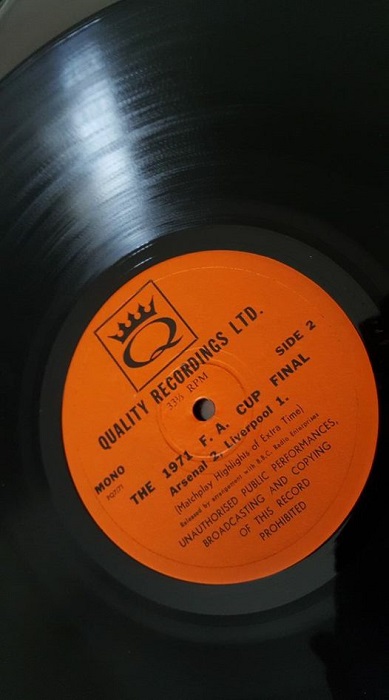 Q
QUALITY RECORDINGS LTD.
33⅓ RPM
MONO
SIDE 2
THE 1971 F. A. CUP FINAL
Arsenal 2. Liverpool 1.
(Matchplay Highlights of Extra Time)
Released by arrangement with B.B.C. Radio Enterprises
UNAUTHORISED PUBLIC PERFORMANCES,
BROADCASTING AND COPYING
OF THIS RECORD
PROHIBITED